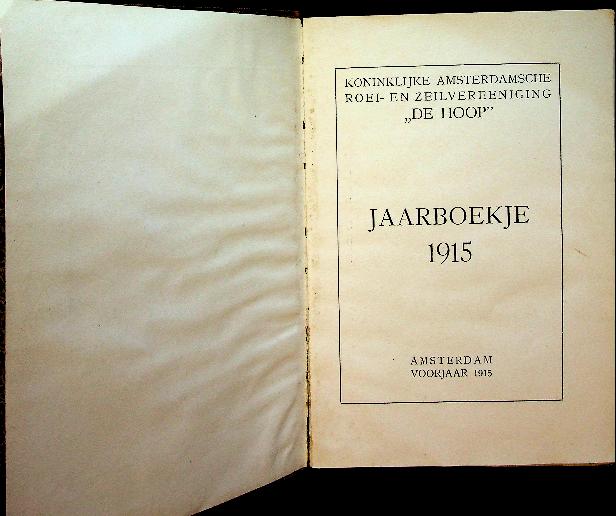 KONINKLIJKE AMSTERDAMSCHE
ROEI- EN ZEILVEREENIGING
„DE HOOP”
JAARBOEKJE
1915
AMSTERDAM
VOORJAAR 1915